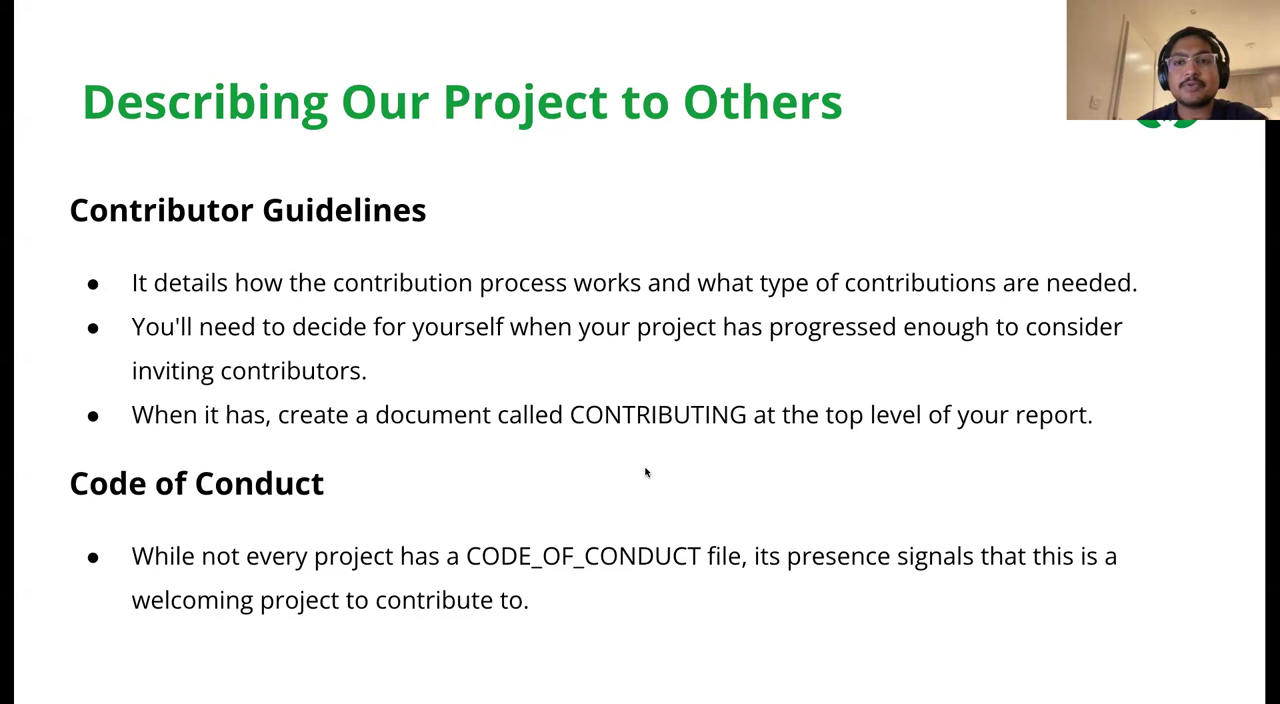 Describing Our Project to Others
Contributor Guidelines
● It details how the contribution process works and what type of contributions are needed.
● You'll need to decide for yourself when your project has progressed enough to consider
inviting contributors.
● When it has, create a document called CONTRIBUTING at the top level of your report.
Code of Conduct
● While not every project has a CODE_OF_CONDUCT file, its presence signals that this is a
welcoming project to contribute to.